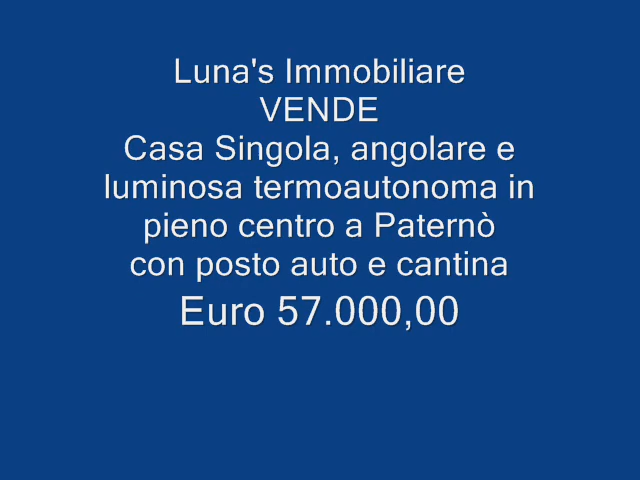 Luna's Immobiliare
VENDE
Casa Singola, angolare e
luminosa termoautonoma in
pieno centro a Paternò
con posto auto e cantina
Euro 57.000,00